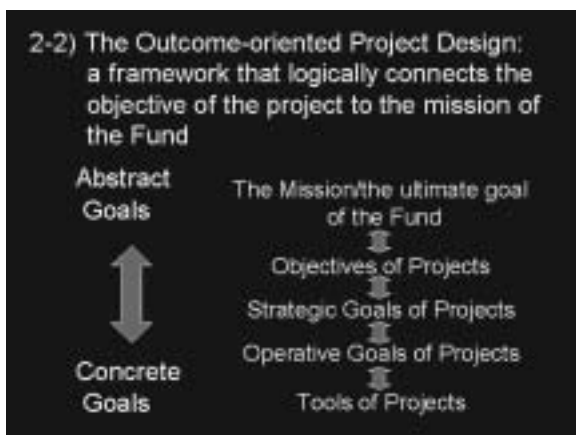 2-2) The Outcome-oriented Project Design:
a framework that logically connects the
objective of the project to the mission of
the Fund
Abstract
Goals
Concrete
Goals
The Mission/the ultimate goal
of the Fund
Objectives of Projects
Strategic Goals of Projects
Operative Goals of Projects
Tools of Projects